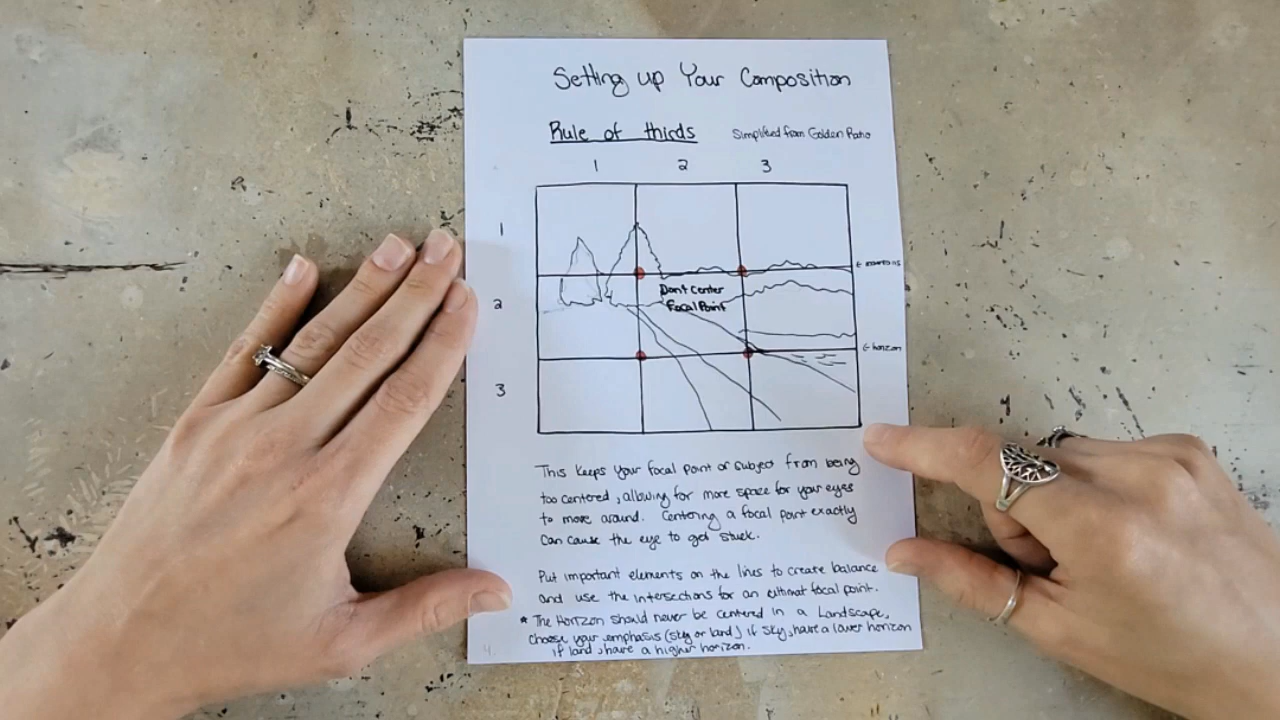 Setting up Your Composition
Rule of thirds
Simplified from Golden Ratio
1 2 3
1
← mountains
2
Don't Center
Focal Point
← horizon
3
This keeps your focal point or subject from being
too centered, allowing for more space for your eyes
to move around. Centering a focal point exactly
can cause the eye to get stuck.
Put important elements on the lines to create balance
and use the intersections for an ultimat focal point.
* The Horizon should never be centered in a Landscape,
choose your emphasis (sky or land) if sky, have a lower horizon
if land, have a higher horizon.